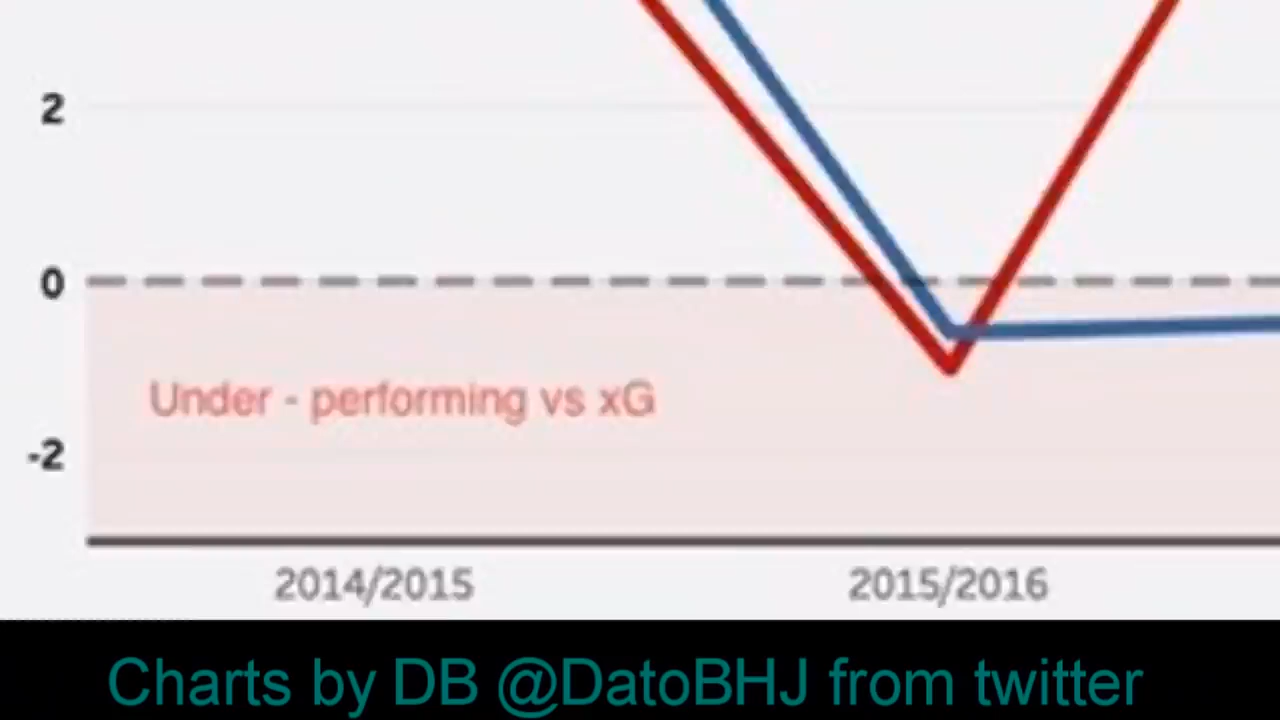 2
0
Under - performing vs xG
-2
2014/2015 2015/2016
Charts by DB @DatoBHJ from twitter